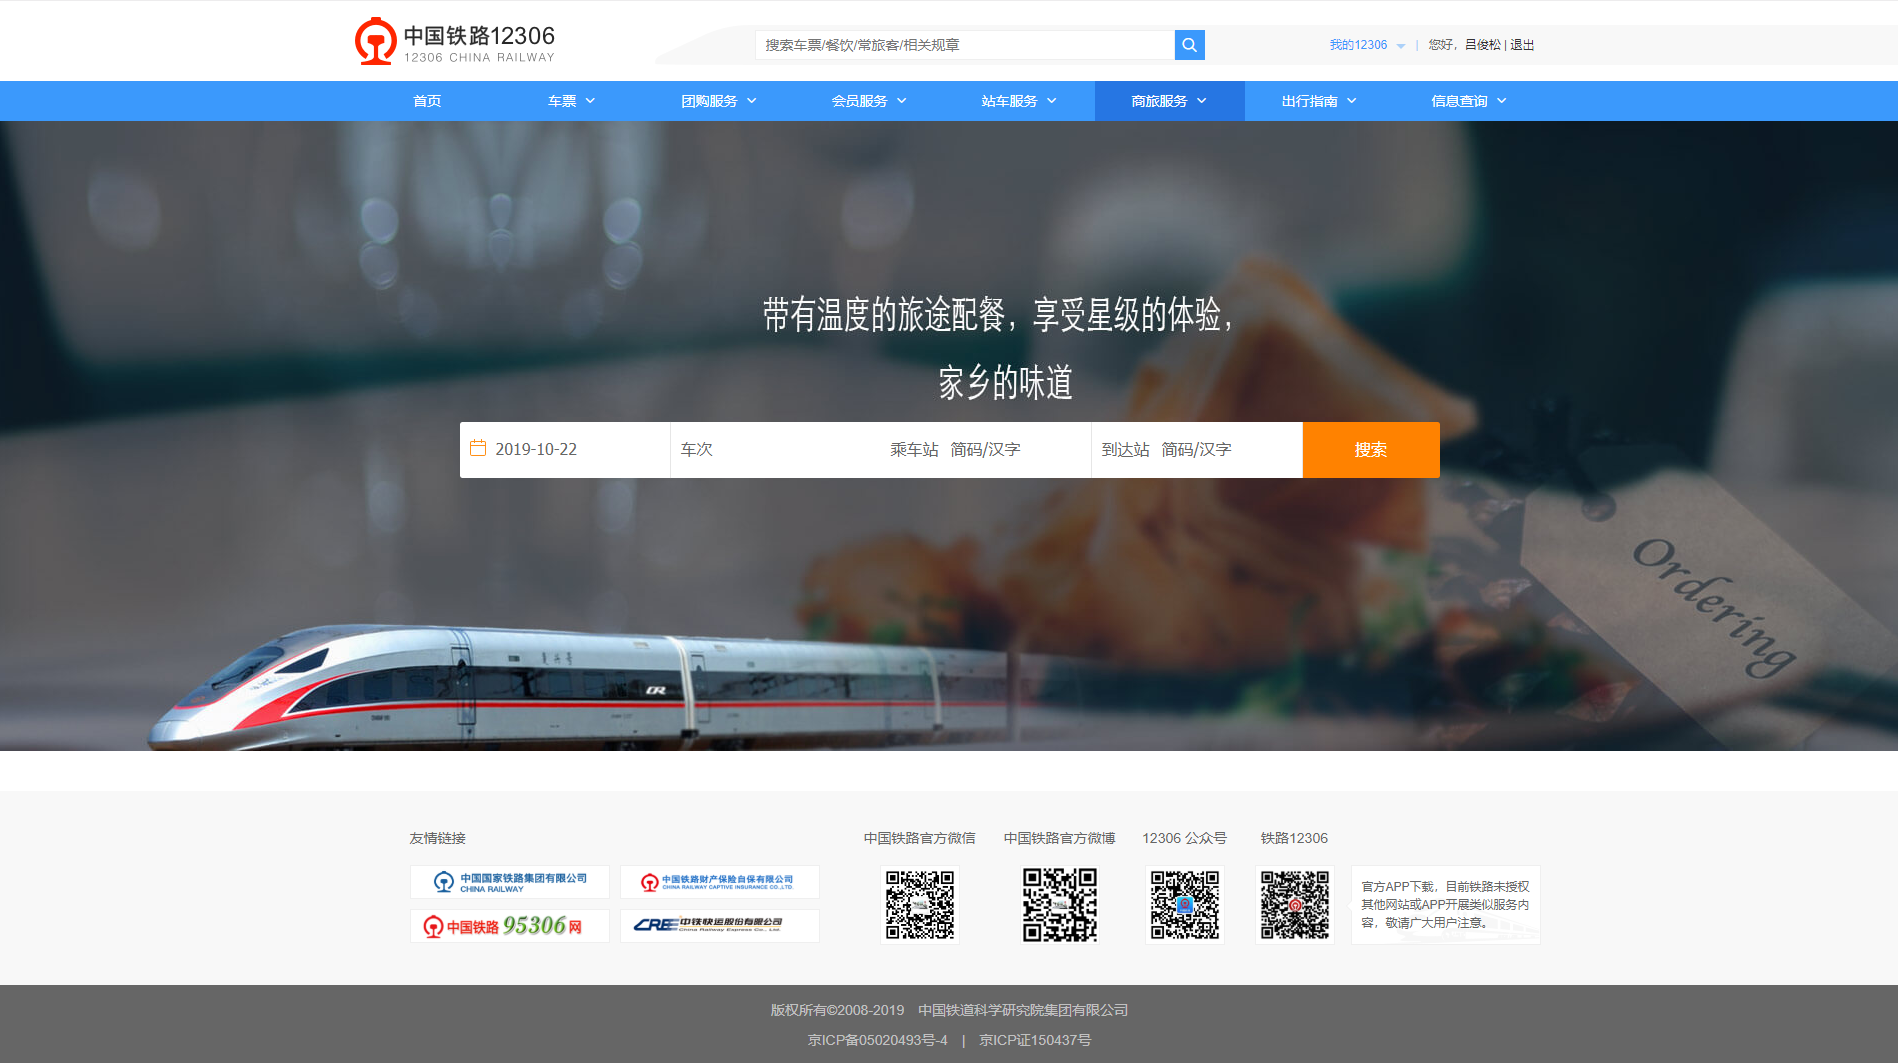 中国铁路12306
12306 CHINA RAILWAY
搜索车票/餐饮/常旅客/相关规章
我的12306 | 您好，吕俊松 | 退出
首页 车票 团购服务 会员服务 站车服务 商旅服务 出行指南 信息查询
带有温度的旅途配餐，享受星级的体验，
家乡的味道
2019-10-22 车次 乘车站 简码/汉字 到达站 简码/汉字 搜索
Ordering
CR
友情链接 中国铁路官方微信 中国铁路官方微博 12306 公众号 铁路12306
中国国家铁路集团有限公司
CHINA RAILWAY
中国铁路财产保险自保有限公司
CHINA RAILWAY CAPTIVE INSURANCE CO.,LTD.
中国铁路 95306 网
CRE 中铁快运股份有限公司
China Railway Express Co., Ltd.
官方APP下载，目前铁路未授权
其他网站或APP开展类似服务内
容，敬请广大用户注意。
版权所有©2008-2019 中国铁道科学研究院集团有限公司
京ICP备05020493号-4 | 京ICP证150437号